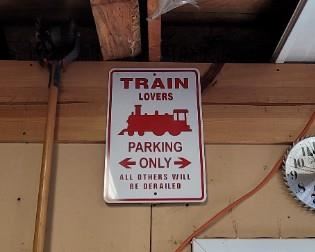 TRAIN
LOVERS
PARKING
ONLY
ALL OTHERS WILL
BE DERAILED